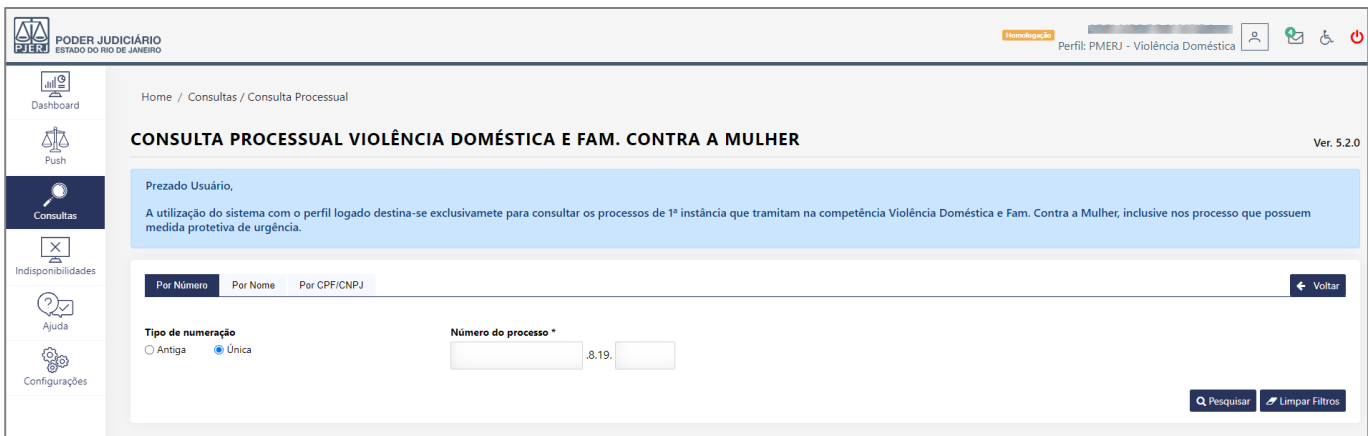 PJERJ
PODER JUDICIÁRIO
ESTADO DO RIO DE JANEIRO
Homologação
Perfil: PMERJ - Violência Doméstica
4
Dashboard
Push
Consultas
Indisponibilidades
Ajuda
Configurações
Home / Consultas / Consulta Processual
CONSULTA PROCESSUAL VIOLÊNCIA DOMÉSTICA E FAM. CONTRA A MULHER
Ver. 5.2.0
Prezado Usuário,
A utilização do sistema com o perfil logado destina-se exclusivamete para consultar os processos de 1ª instância que tramitam na competência Violência Doméstica e Fam. Contra a Mulher, inclusive nos processo que possuem
medida protetiva de urgência.
Por Número Por Nome Por CPF/CNPJ
Voltar
Tipo de numeração Número do processo *
Antiga Única .8.19.
Pesquisar Limpar Filtros